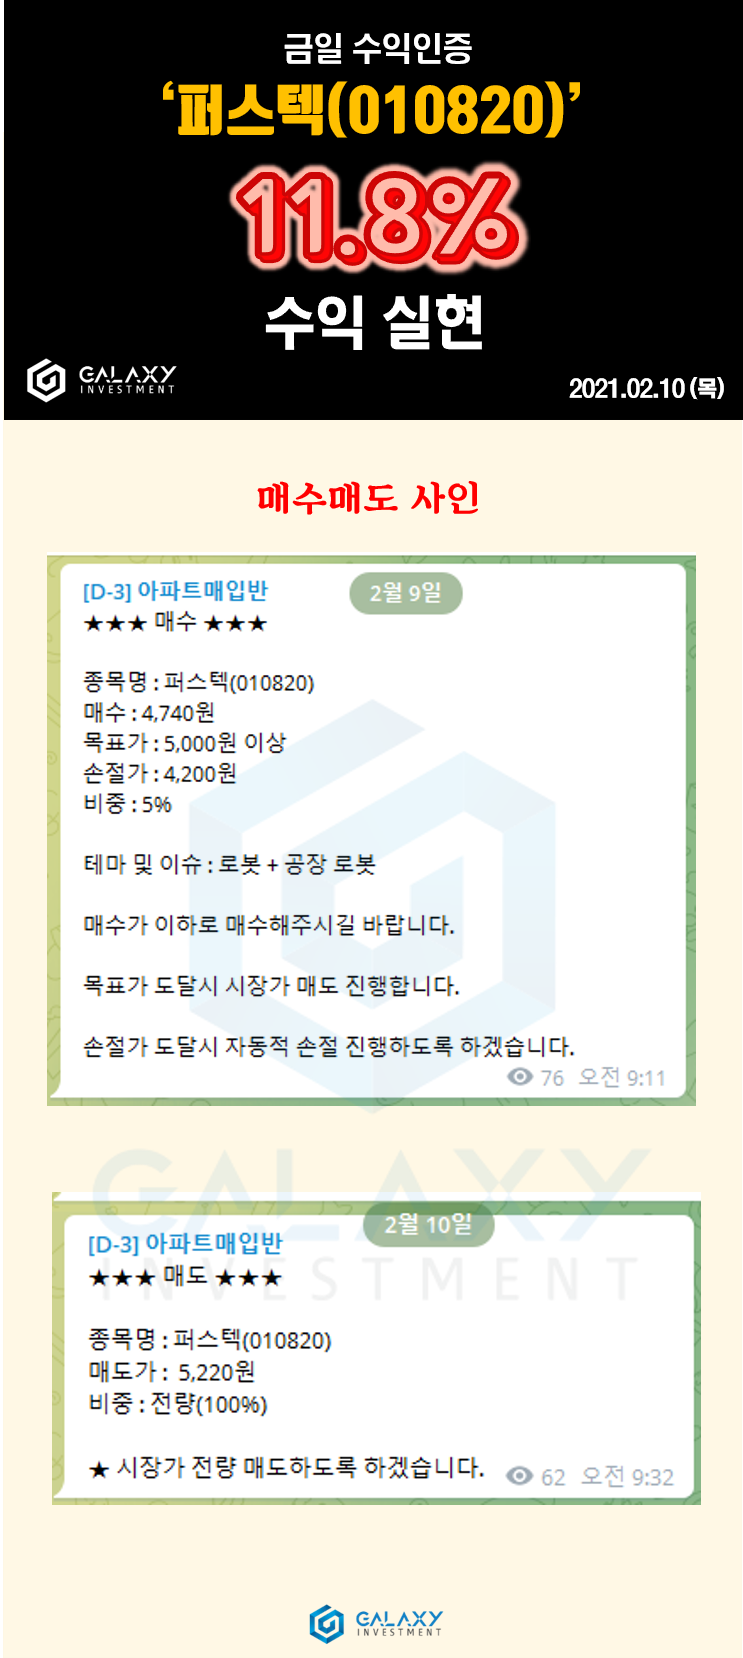 금일 수익인증
‘퍼스텍(010820)’
11.8%
수익 실현
GALAXY
INVESTMENT
2021.02.10 (목)
매수매도 사인
[D-3] 아파트매입반
2월 9일
★★★ 매수 ★★★
종목명 : 퍼스텍(010820)
매수 : 4,740원
목표가 : 5,000원 이상
손절가 : 4,200원
비중 : 5%
테마 및 이슈 : 로봇 + 공장 로봇
매수가 이하로 매수해주시길 바랍니다.
목표가 도달시 시장가 매도 진행합니다.
손절가 도달시 자동적 손절 진행하도록 하겠습니다.
76 오전 9:11
GALAXY
INVESTMENT
2월 10일
[D-3] 아파트매입반
★★★ 매도 ★★★
종목명 : 퍼스텍(010820)
매도가 : 5,220원
비중 : 전량(100%)
★ 시장가 전량 매도하도록 하겠습니다.
62 오전 9:32
GALAXY
INVESTMENT